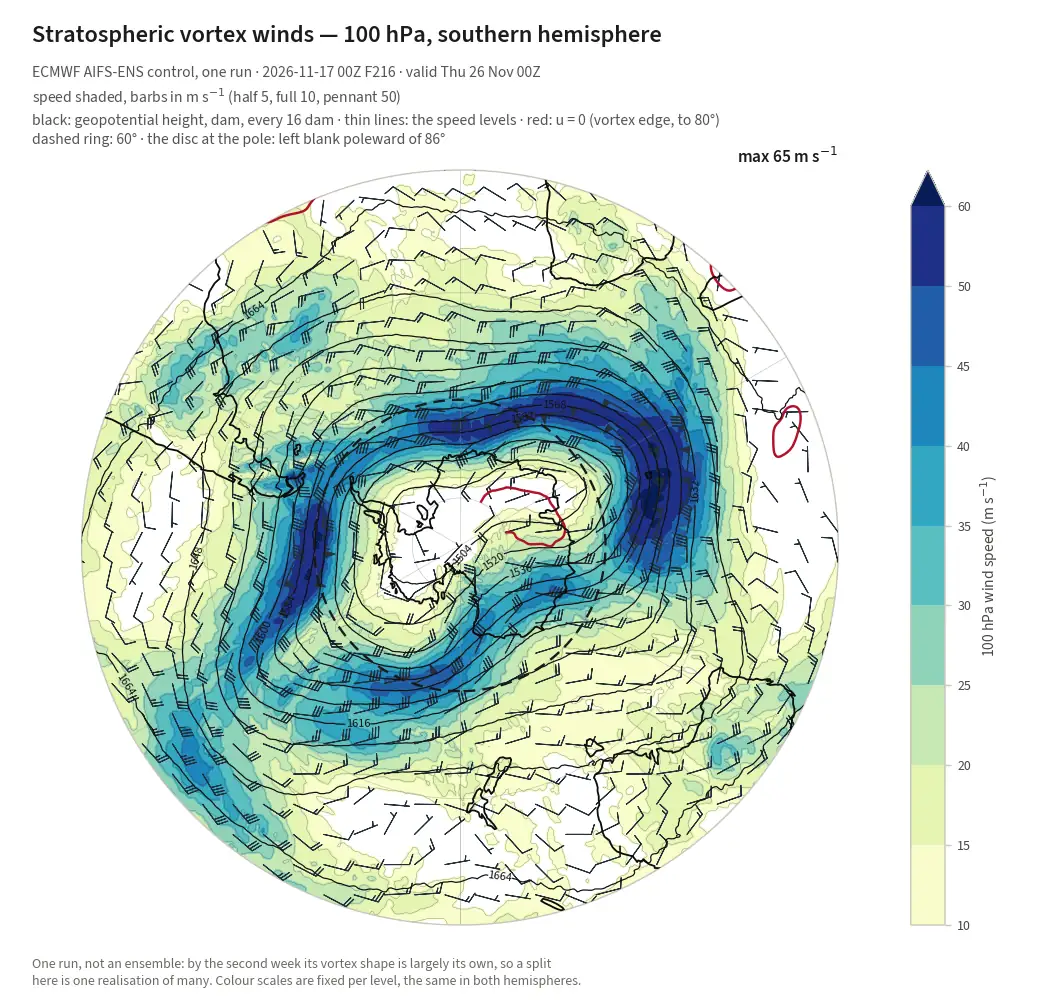 Stratospheric vortex winds — 100 hPa, southern hemisphere
ECMWF AIFS-ENS control, one run · 2026-11-17 00Z F216 · valid Thu 26 Nov 00Z
speed shaded, barbs in m s⁻¹ (half 5, full 10, pennant 50)
black: geopotential height, dam, every 16 dam · thin lines: the speed levels · red: u = 0 (vortex edge, to 80°)
dashed ring: 60° · the disc at the pole: left blank poleward of 86°
max 65 m s⁻¹
60
50
45
40
35
30
25
20
15
10
100 hPa wind speed (m s⁻¹)
1664
1568
1504
1520
1648
1600
1664
1616
1664
One run, not an ensemble: by the second week its vortex shape is largely its own, so a split
here is one realisation of many. Colour scales are fixed per level, the same in both hemispheres.